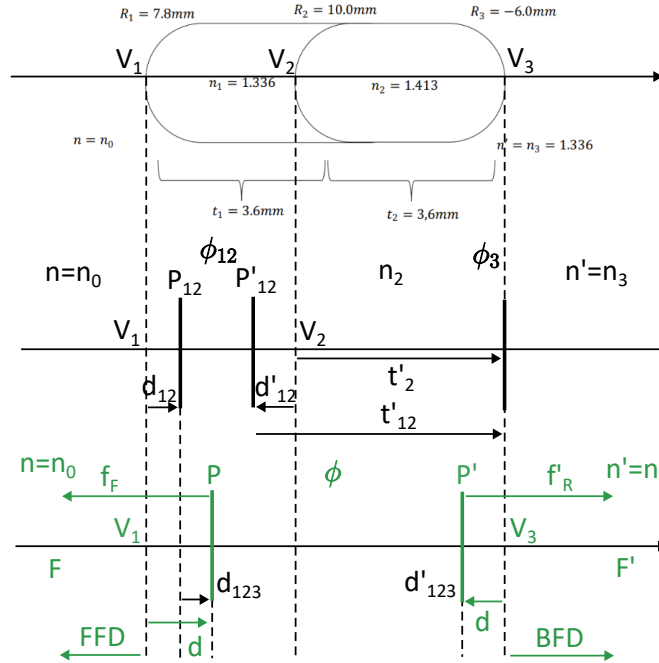 R₁ = 7.8mm R₂ = 10.0mm R₃ = −6.0mm
V₁ V₂ V₃
n₁ = 1.336 n₂ = 1.413
n = n₀ n' = n₃ = 1.336
t₁ = 3.6mm t₂ = 3,6mm
ϕ₁₂ ϕ₃
n=n₀ P₁₂ P'₁₂ n₂ n'=n₃
V₁ V₂
t'₂
d₁₂ d'₁₂
t'₁₂
n=n₀ P ϕ P' n'=n
f_F f'_R
V₁ V₃
F F'
d₁₂₃ d'₁₂₃
FFD d d BFD